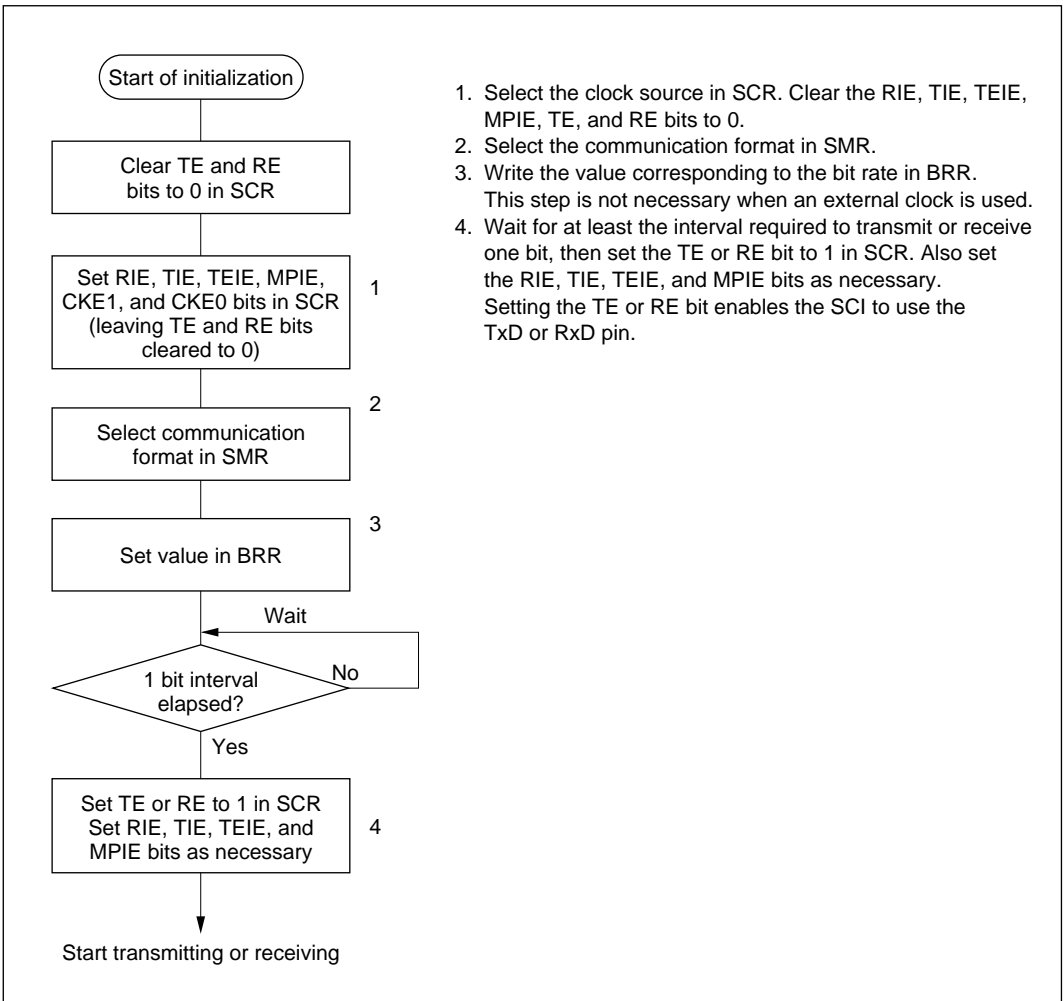 Start of initialization
Clear TE and RE
bits to 0 in SCR
Set RIE, TIE, TEIE, MPIE,
CKE1, and CKE0 bits in SCR
(leaving TE and RE bits
cleared to 0)
1
2
Select communication
format in SMR
3
Set value in BRR
Wait
1 bit interval
elapsed?
No
Yes
Set TE or RE to 1 in SCR
Set RIE, TIE, TEIE, and
MPIE bits as necessary
4
Start transmitting or receiving
1. Select the clock source in SCR. Clear the RIE, TIE, TEIE,
MPIE, TE, and RE bits to 0.
2. Select the communication format in SMR.
3. Write the value corresponding to the bit rate in BRR.
This step is not necessary when an external clock is used.
4. Wait for at least the interval required to transmit or receive
one bit, then set the TE or RE bit to 1 in SCR. Also set
the RIE, TIE, TEIE, and MPIE bits as necessary.
Setting the TE or RE bit enables the SCI to use the
TxD or RxD pin.